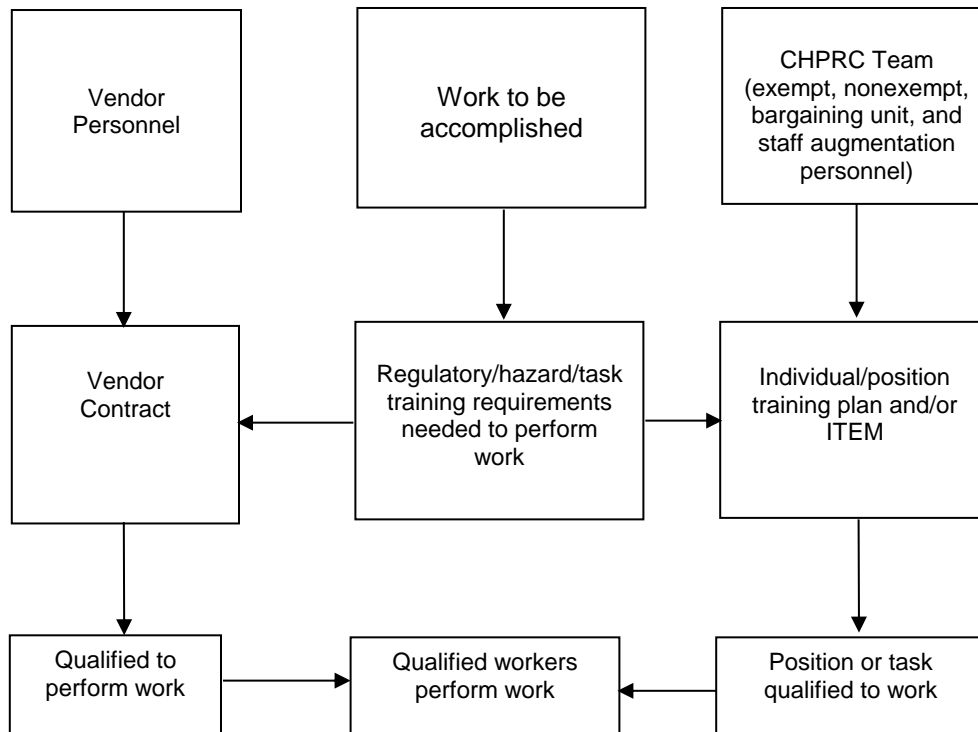 Vendor
Personnel
Work to be
accomplished
CHPRC Team
(exempt, nonexempt,
bargaining unit, and
staff augmentation
personnel)
Vendor
Contract
Regulatory/hazard/task
training requirements
needed to perform
work
Individual/position
training plan and/or
ITEM
Qualified to
perform work
Qualified workers
perform work
Position or task
qualified to work